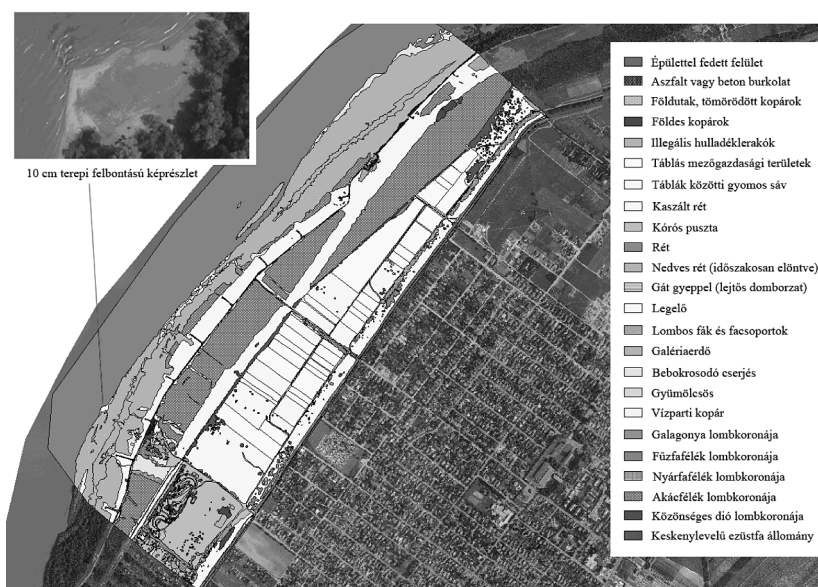 10 cm terepi felbontású képrészlet
Épülettel fedett felület
Aszfalt vagy beton burkolat
Földutak, tömörödött kopárok
Földes kopárok
Illegális hulladéklerakók
Táblás mezőgazdasági területek
Táblák közötti gyomos sáv
Kaszált rét
Kórós puszta
Rét
Nedves rét (időszakosan elöntve)
Gát gyeppel (lejtős domborzat)
Legelő
Lombos fák és facsoportok
Galériaerdő
Bebokrosodó cserjés
Gyümölcsös
Vízparti kopár
Galagonya lombkoronája
Fűzfafélék lombkoronája
Nyárfafélék lombkoronája
Akácfélék lombkoronája
Közönséges dió lombkoronája
Keskenylevelű ezüstfa állomány